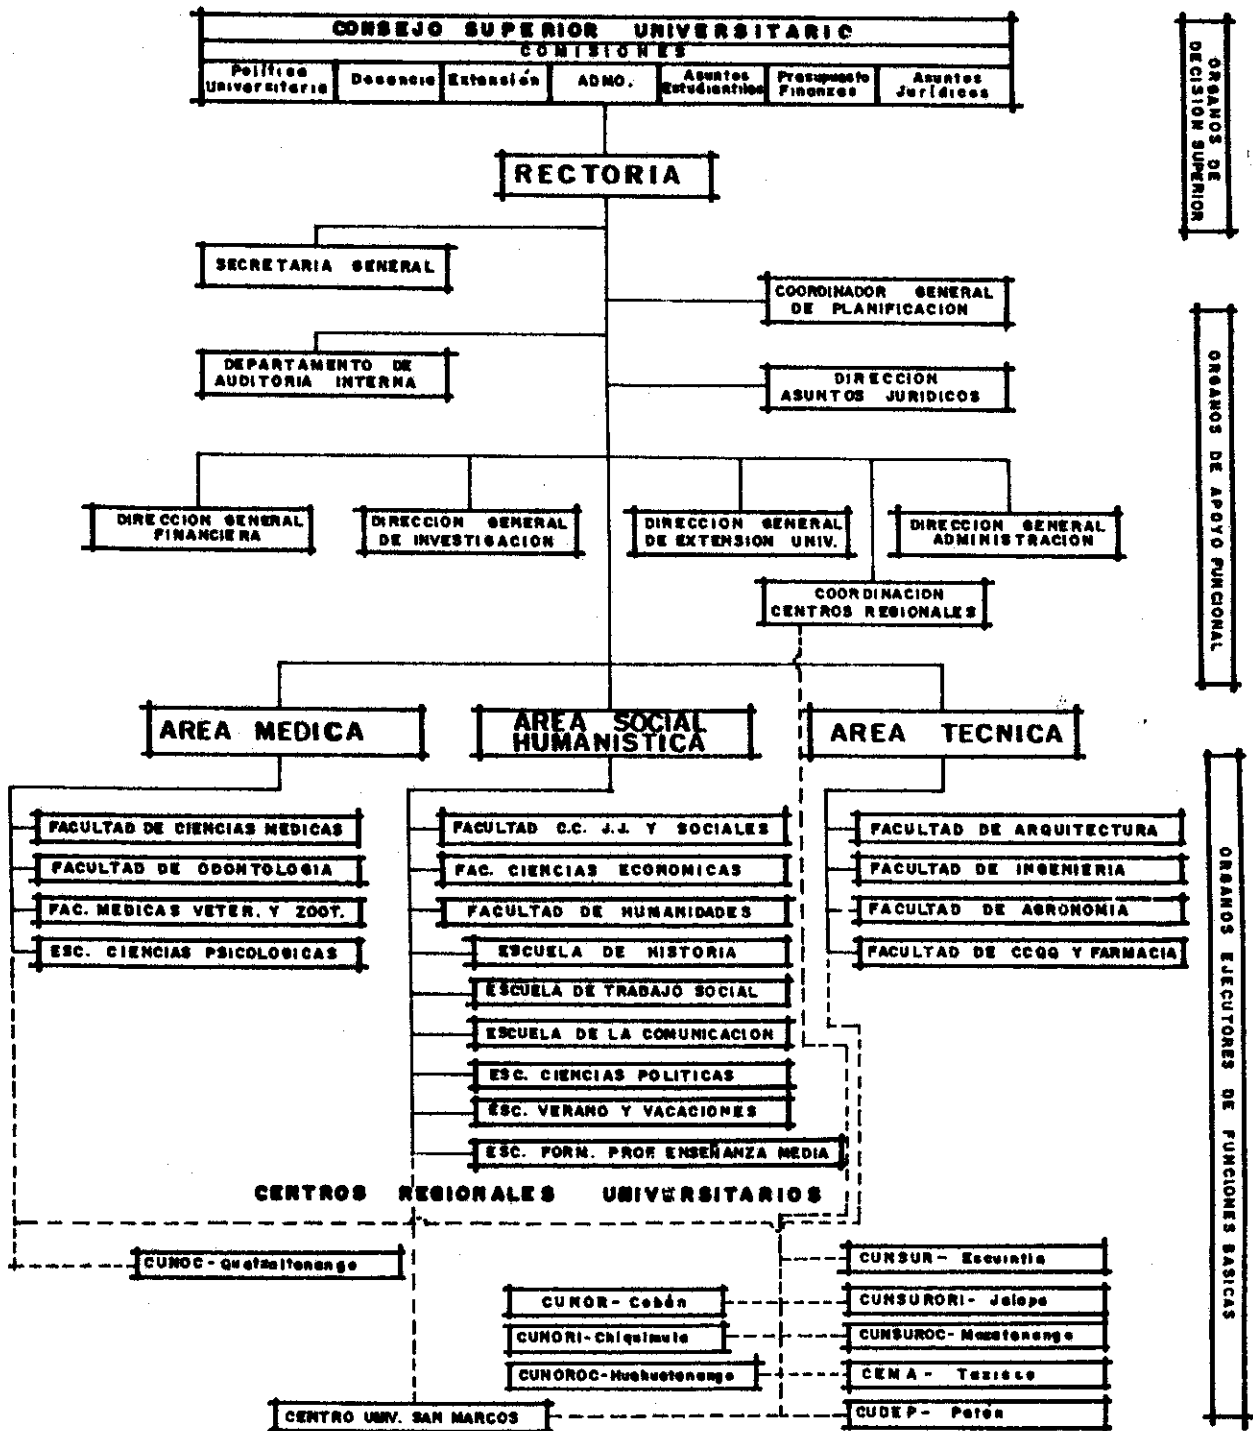 CONSEJO SUPERIOR UNIVERSITARIO
COMISIONES
Política Universitaria
Docencia
Extensión
ADMO.
Asuntos Estudiantiles
Presupuesto Finanzas
Asuntos Jurídicos
ORGANOS DE DECISION SUPERIOR
RECTORIA
SECRETARIA GENERAL
COORDINADOR GENERAL
DE PLANIFICACION
DEPARTAMENTO DE
AUDITORIA INTERNA
DIRECCION
ASUNTOS JURIDICOS
ORGANOS DE APOYO FUNCIONAL
DIRECCION GENERAL
FINANCIERA
DIRECCION GENERAL
DE INVESTIGACION
DIRECCION GENERAL
DE EXTENSION UNIV.
DIRECCION GENERAL
ADMINISTRACION
COORDINACION
CENTROS REGIONALES
AREA MEDICA
AREA SOCIAL
HUMANISTICA
AREA TECNICA
FACULTAD DE CIENCIAS MEDICAS
FACULTAD DE ODONTOLOGIA
FAC. MEDICAS VETER. Y ZOOT.
ESC. CIENCIAS PSICOLOGICAS
FACULTAD C.C. J.J. Y SOCIALES
FAC. CIENCIAS ECONOMICAS
FACULTAD DE HUMANIDADES
ESCUELA DE HISTORIA
ESCUELA DE TRABAJO SOCIAL
ESCUELA DE LA COMUNICACION
ESC. CIENCIAS POLITICAS
ESC. VERANO Y VACACIONES
ESC. FORM. PROF. ENSEÑANZA MEDIA
FACULTAD DE ARQUITECTURA
FACULTAD DE INGENIERIA
FACULTAD DE AGRONOMIA
FACULTAD DE CCQQ Y FARMACIA
ORGANOS EJECUTORES DE FUNCIONES BASICAS
CENTROS REGIONALES UNIVERSITARIOS
CUNOC-Quetzaltenango
CUNSUR- Escuintla
CUNOR- Cobán
CUNSURORI- Jalapa
CUNORI-Chiquimula
CUNSUROC- Mazatenango
CUNOROC-Huehuetenango
CEMA- Taxisco
CENTRO UNIV. SAN MARCOS
CUDEP- Petén